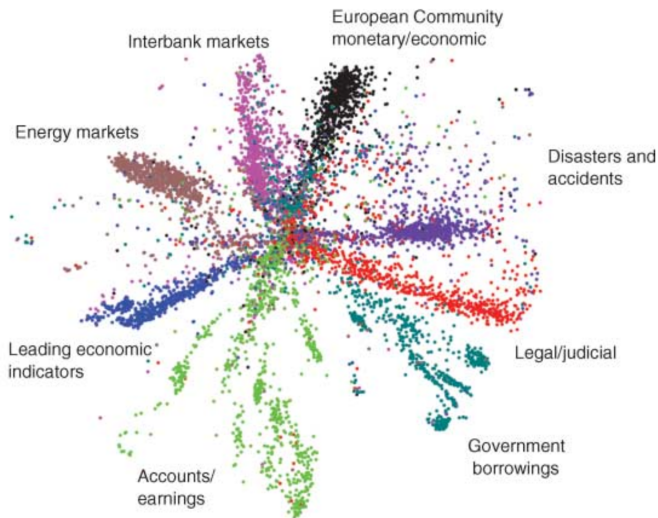 European Community
monetary/economic
Interbank markets
Energy markets
Disasters and
accidents
Leading economic
indicators
Legal/judicial
Government
borrowings
Accounts/
earnings